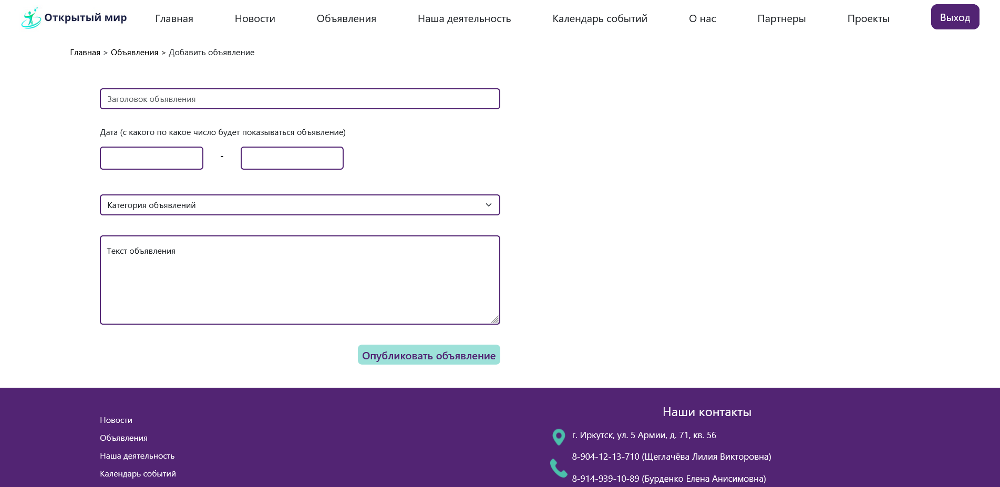 Открытый мир
Главная
Новости
Объявления
Наша деятельность
Календарь событий
О нас
Партнеры
Проекты
Выход
Главная > Объявления > Добавить объявление
Заголовок объявления
Дата (с какого по какое число будет показываться объявление)
-
Категория объявлений
Текст объявления
Опубликовать объявление
Новости
Объявления
Наша деятельность
Календарь событий
Наши контакты
г. Иркутск, ул. 5 Армии, д. 71, кв. 56
8-904-12-13-710 (Щеглачёва Лилия Викторовна)
8-914-939-10-89 (Бурденко Елена Анисимовна)